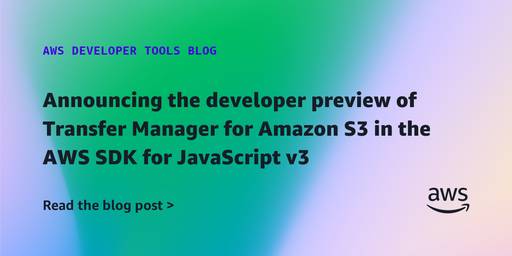 AWS DEVELOPER TOOLS BLOG
Announcing the developer preview of
Transfer Manager for Amazon S3 in the
AWS SDK for JavaScript v3
Read the blog post >
aws